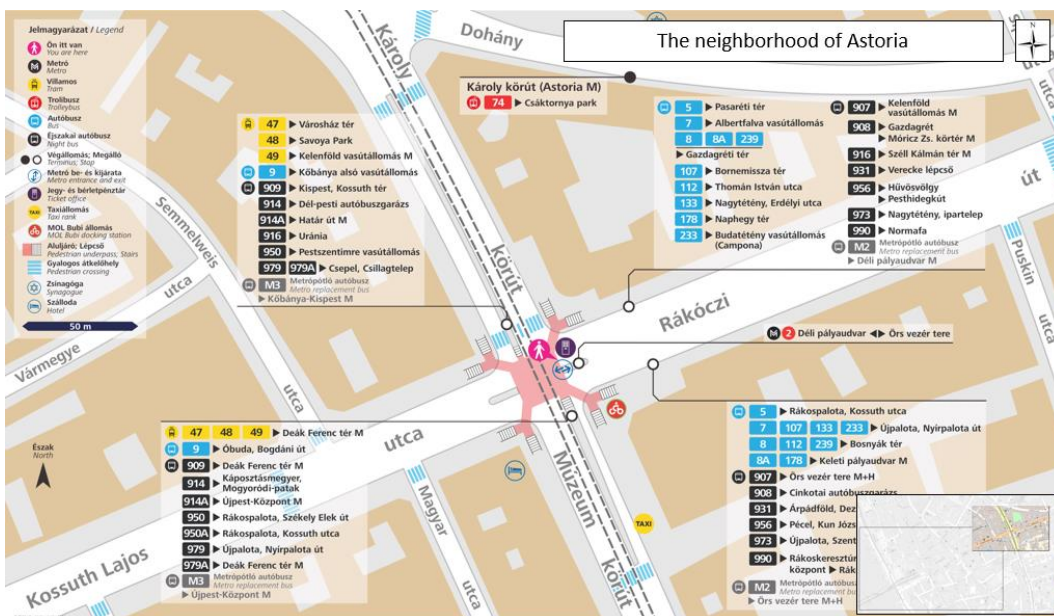 The neighborhood of Astoria
N
Jelmagyarázat / Legend
Ön itt van
You are here
Metró
Metro
Villamos
Tram
Trolibusz
Trolleybus
Autóbusz
Bus
Éjszakai autóbusz
Night bus
Végállomás; Megálló
Terminus; Stop
Metró be- és kijárata
Metro entrance and exit
Jegy- és bérletpénztár
Ticket office
TAXI Taxiállomás
Taxi rank
MOL Bubi állomás
MOL Bubi docking station
Aluljáró; Lépcső
Pedestrian underpass; Stairs
Gyalogos átkelőhely
Pedestrian crossing
Zsinagóga
Synagogue
Szálloda
Hotel
50 m
Észak
North
Károly
körút
Dohány
Semmelweis
utca
Vármegye
utca
Rákóczi
út
Puskin
utca
Kossuth Lajos
utca
Magyar
utca
Múzeum
körút
TAXI
47 Városház tér
48 Savoya Park
49 Kelenföld vasútállomás M
9 Kőbánya alsó vasútállomás
909 Kispest, Kossuth tér
914 Dél-pesti autóbuszgarázs
914A Határ út M
916 Uránia
950 Pestszentimre vasútállomás
979 979A Csepel, Csillagtelep
M3 Metrópótló autóbusz
Metro replacement bus
Kőbánya-Kispest M
Károly körút (Astoria M)
74 Csáktornya park
5 Pasaréti tér
7 Albertfalva vasútállomás
8 8A 239
Gazdagréti tér
107 Bornemissza tér
112 Thomán István utca
133 Nagytétény, Erdélyi utca
178 Naphegy tér
233 Budatétény vasútállomás
(Campona)
907 Kelenföld
vasútállomás M
908 Gazdagrét
Móricz Zs. körtér M
916 Széll Kálmán tér M
931 Verecke lépcső
956 Hűvösvölgy
Pesthidegkút
973 Nagytétény, ipartelep
990 Normafa
M2 Metrópótló autóbusz
Metro replacement bus
Déli pályaudvar M
2 Déli pályaudvar Örs vezér tere
47 48 49 Deák Ferenc tér M
9 Óbuda, Bogdáni út
909 Deák Ferenc tér M
914 Káposztásmegyer,
Mogyoródi-patak
914A Újpest-Központ M
950 Rákospalota, Székely Elek út
950A Rákospalota, Kossuth utca
979 Újpalota, Nyírpalota út
979A Deák Ferenc tér M
M3 Metrópótló autóbusz
Metro replacement bus
Újpest-Központ M
5 Rákospalota, Kossuth utca
7 107 133 233 Újpalota, Nyírpalota út
8 112 239 Bosnyák tér
8A 178 Keleti pályaudvar M
907 Örs vezér tere M+H
908 Cinkotai autóbuszgarázs
931 Árpádföld, Dez
956 Pécel, Kun Józs
973 Újpalota, Szent
990 Rákoskeresztúr
központ Rák
M2 Metrópótló autóbusz
Metro replacement bus
Örs vezér tere M+H